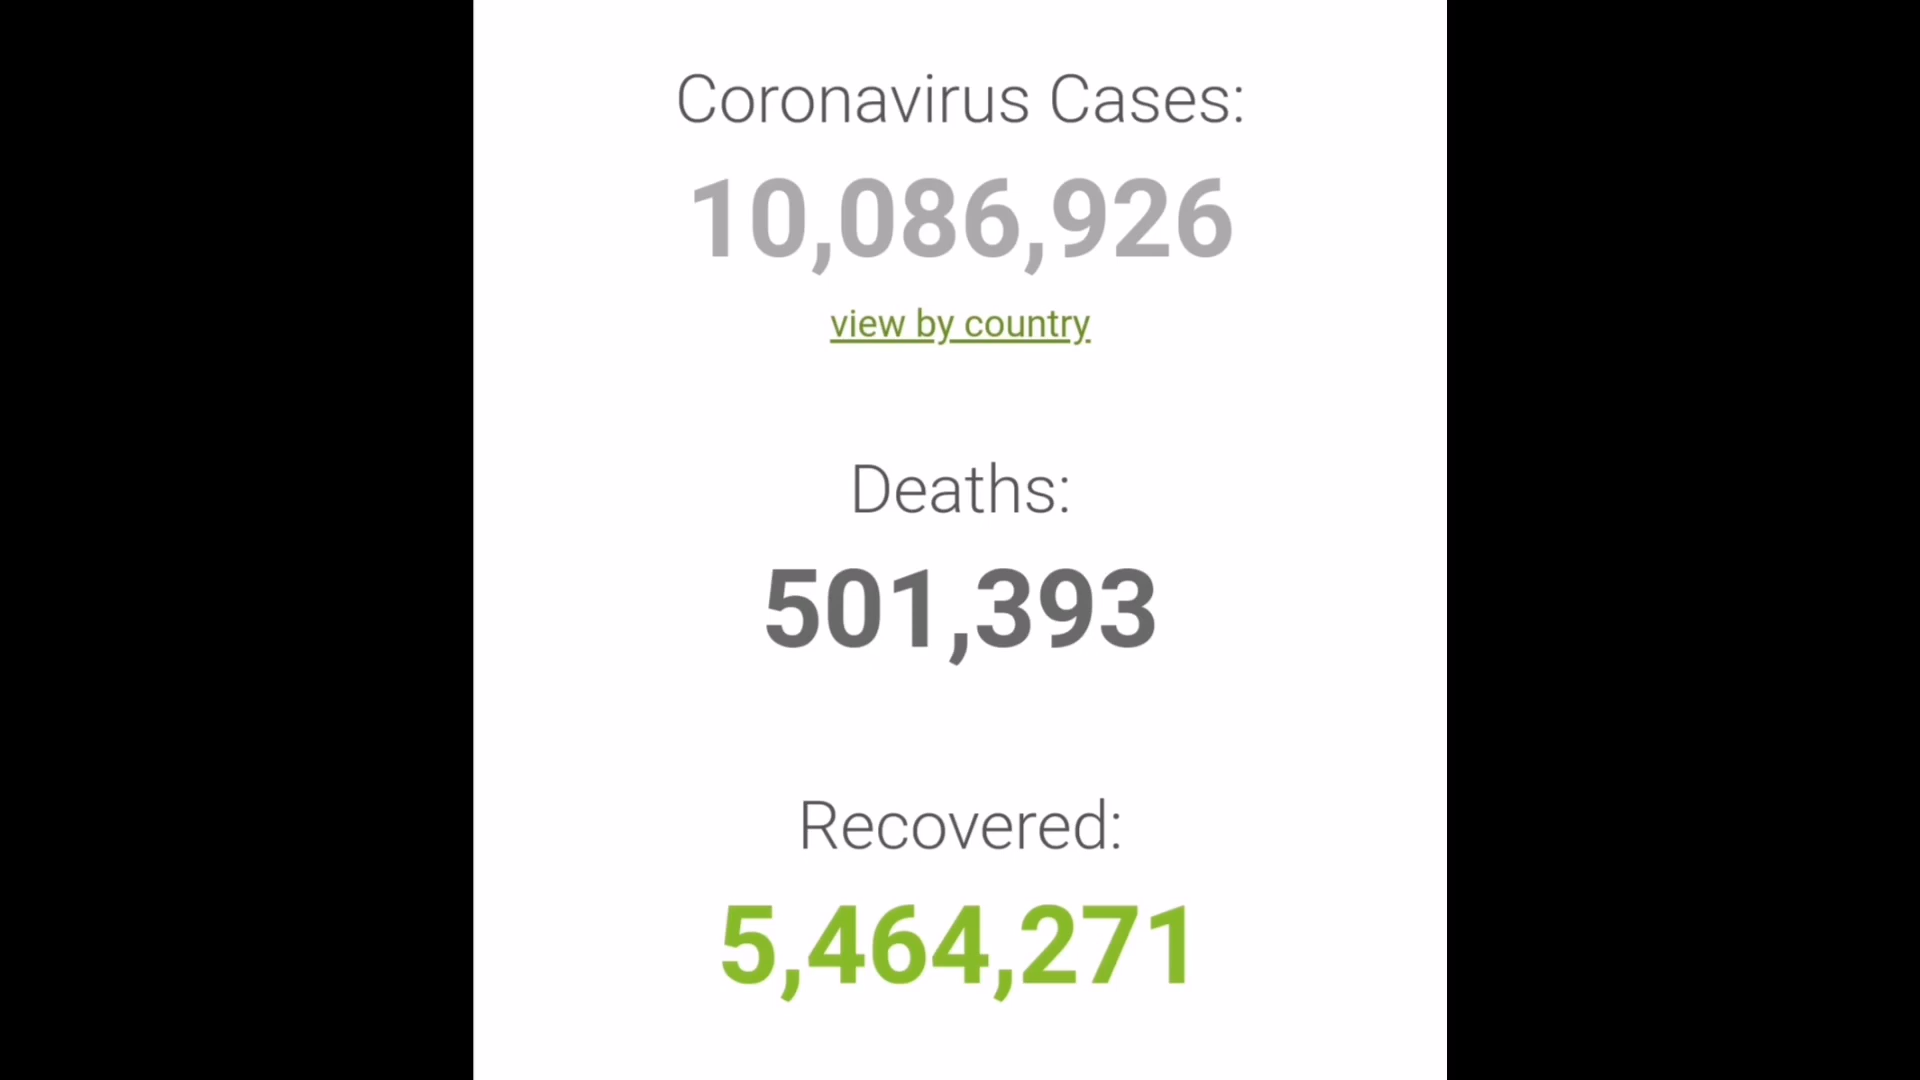 Coronavirus Cases:
10,086,926
view by country
Deaths:
501,393
Recovered:
5,464,271